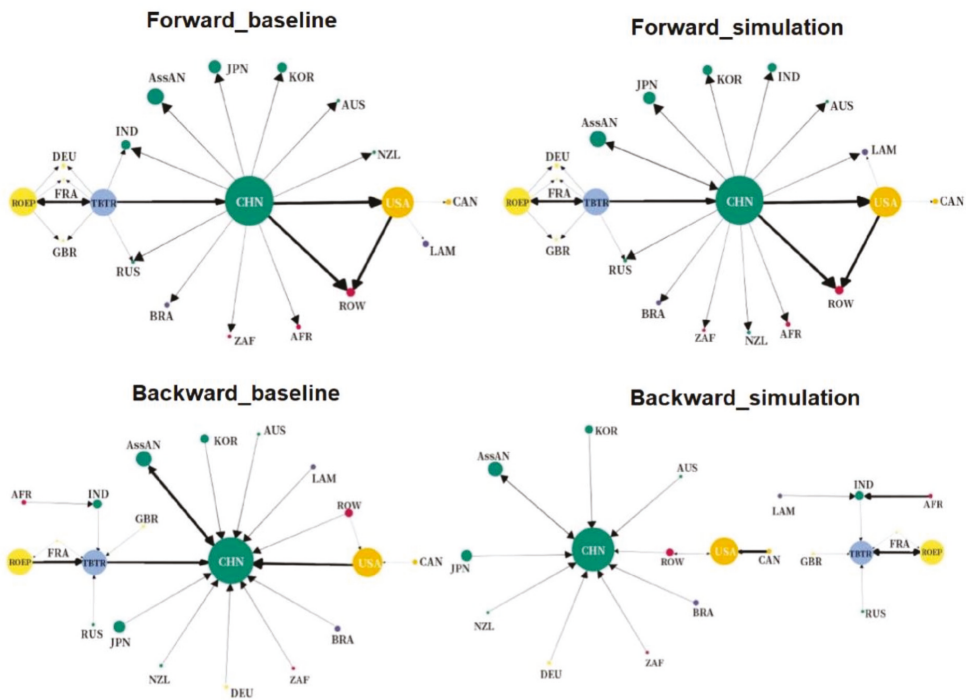 Forward_baseline
JPN
KOR
AssAN
AUS
IND
NZL
DEU
FRA
ROEP
TBTR
CHN
USA
CAN
GBR
RUS
LAM
BRA
ROW
ZAF
AFR
Forward_simulation
KOR
IND
JPN
AUS
AssAN
LAM
DEU
FRA
ROEP
TBTR
CHN
USA
CAN
GBR
RUS
BRA
ROW
ZAF
NZL
AFR
Backward_baseline
AUS
KOR
AssAN
LAM
AFR
IND
ROW
GBR
FRA
ROEP
TBTR
CHN
USA
CAN
RUS
JPN
BRA
NZL
DEU
ZAF
Backward_simulation
KOR
AssAN
AUS
IND
LAM
AFR
CHN
JPN
ROW
USA
CAN
GBR
TBTR
FRA
ROEP
NZL
BRA
RUS
DEU
ZAF